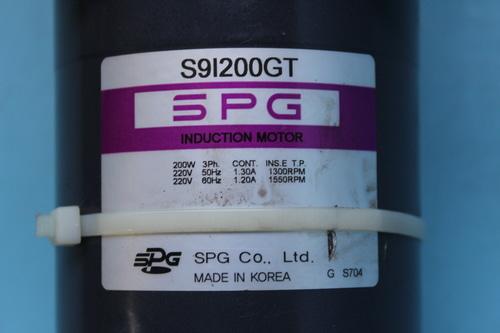 S9I200GT
SPG
INDUCTION MOTOR
200W 3Ph. CONT. INS.E T.P.
220V 50Hz 1.30A 1300RPM
220V 60Hz 1.20A 1550RPM
SPG SPG Co., Ltd.
MADE IN KOREA G S704